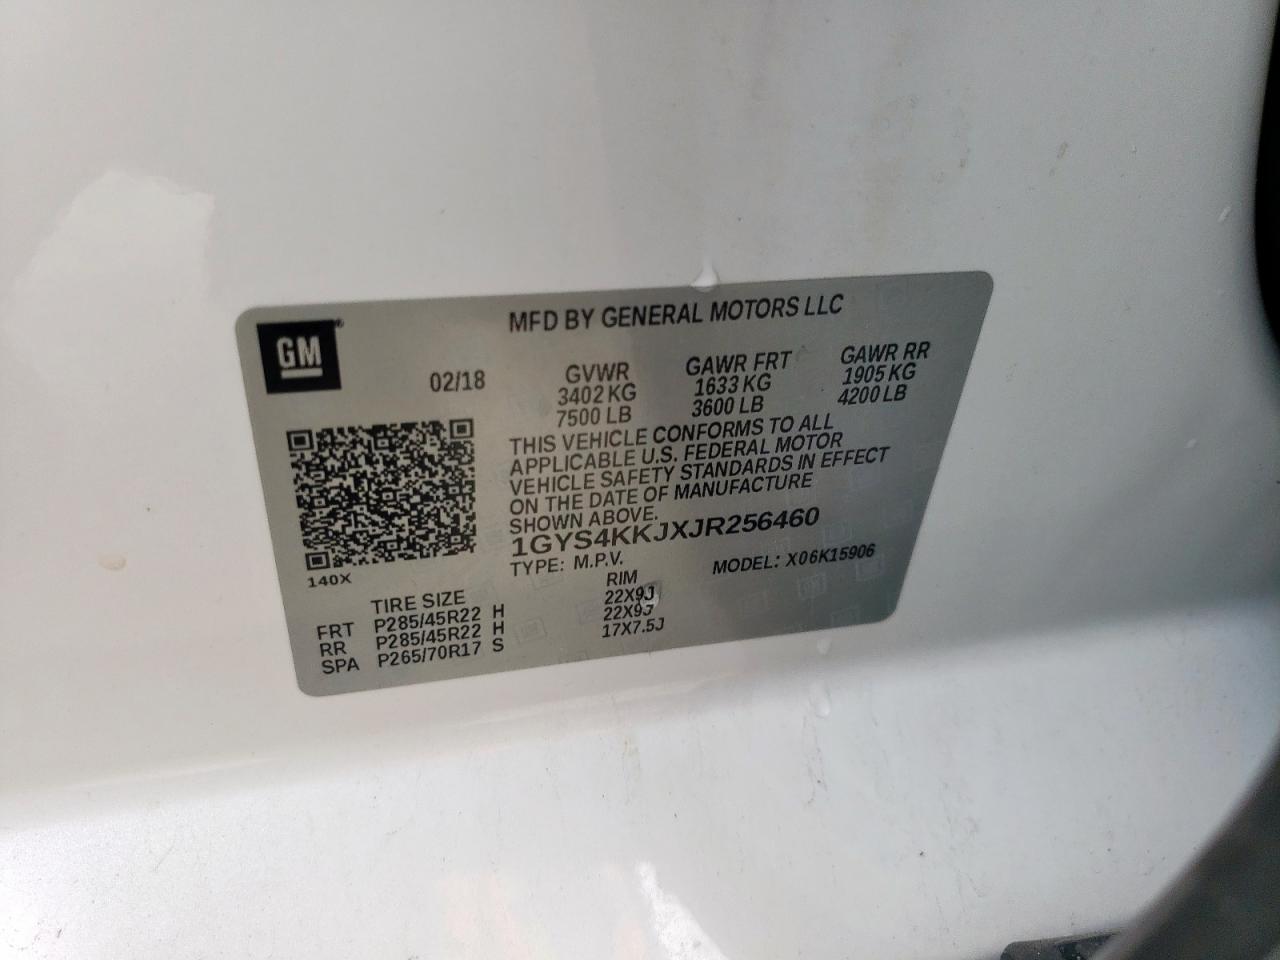 GM®
MFD BY GENERAL MOTORS LLC
02/18
GVWR
3402 KG
7500 LB
GAWR FRT
1633 KG
3600 LB
GAWR RR
1905 KG
4200 LB
THIS VEHICLE CONFORMS TO ALL
APPLICABLE U.S. FEDERAL MOTOR
VEHICLE SAFETY STANDARDS IN EFFECT
ON THE DATE OF MANUFACTURE
SHOWN ABOVE.
1GYS4KKJXJR256460
TYPE: M.P.V. MODEL: X06K15906
140X
TIRE SIZE RIM
FRT P285/45R22 H 22X9J
RR P285/45R22 H 22X9J
SPA P265/70R17 S 17X7.5J